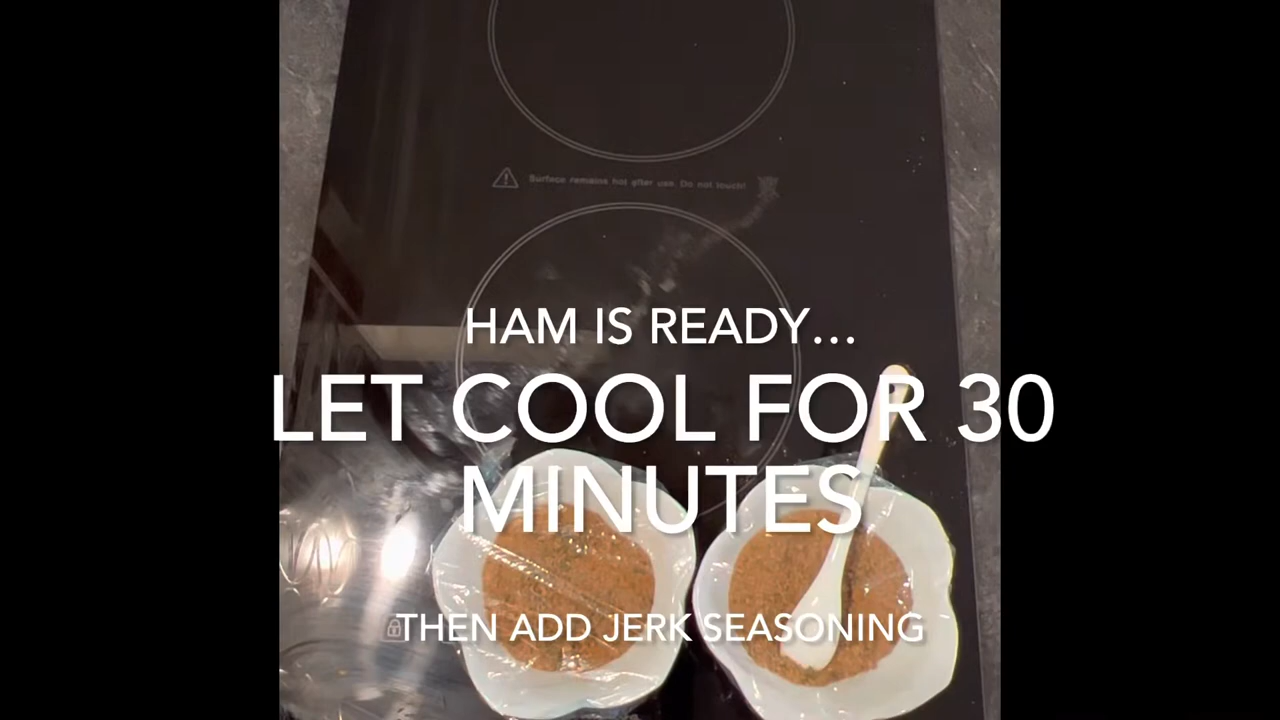 Surface remains hot after use. Do not touch!
HAM IS READY...
LET COOL FOR 30
MINUTES
THEN ADD JERK SEASONING